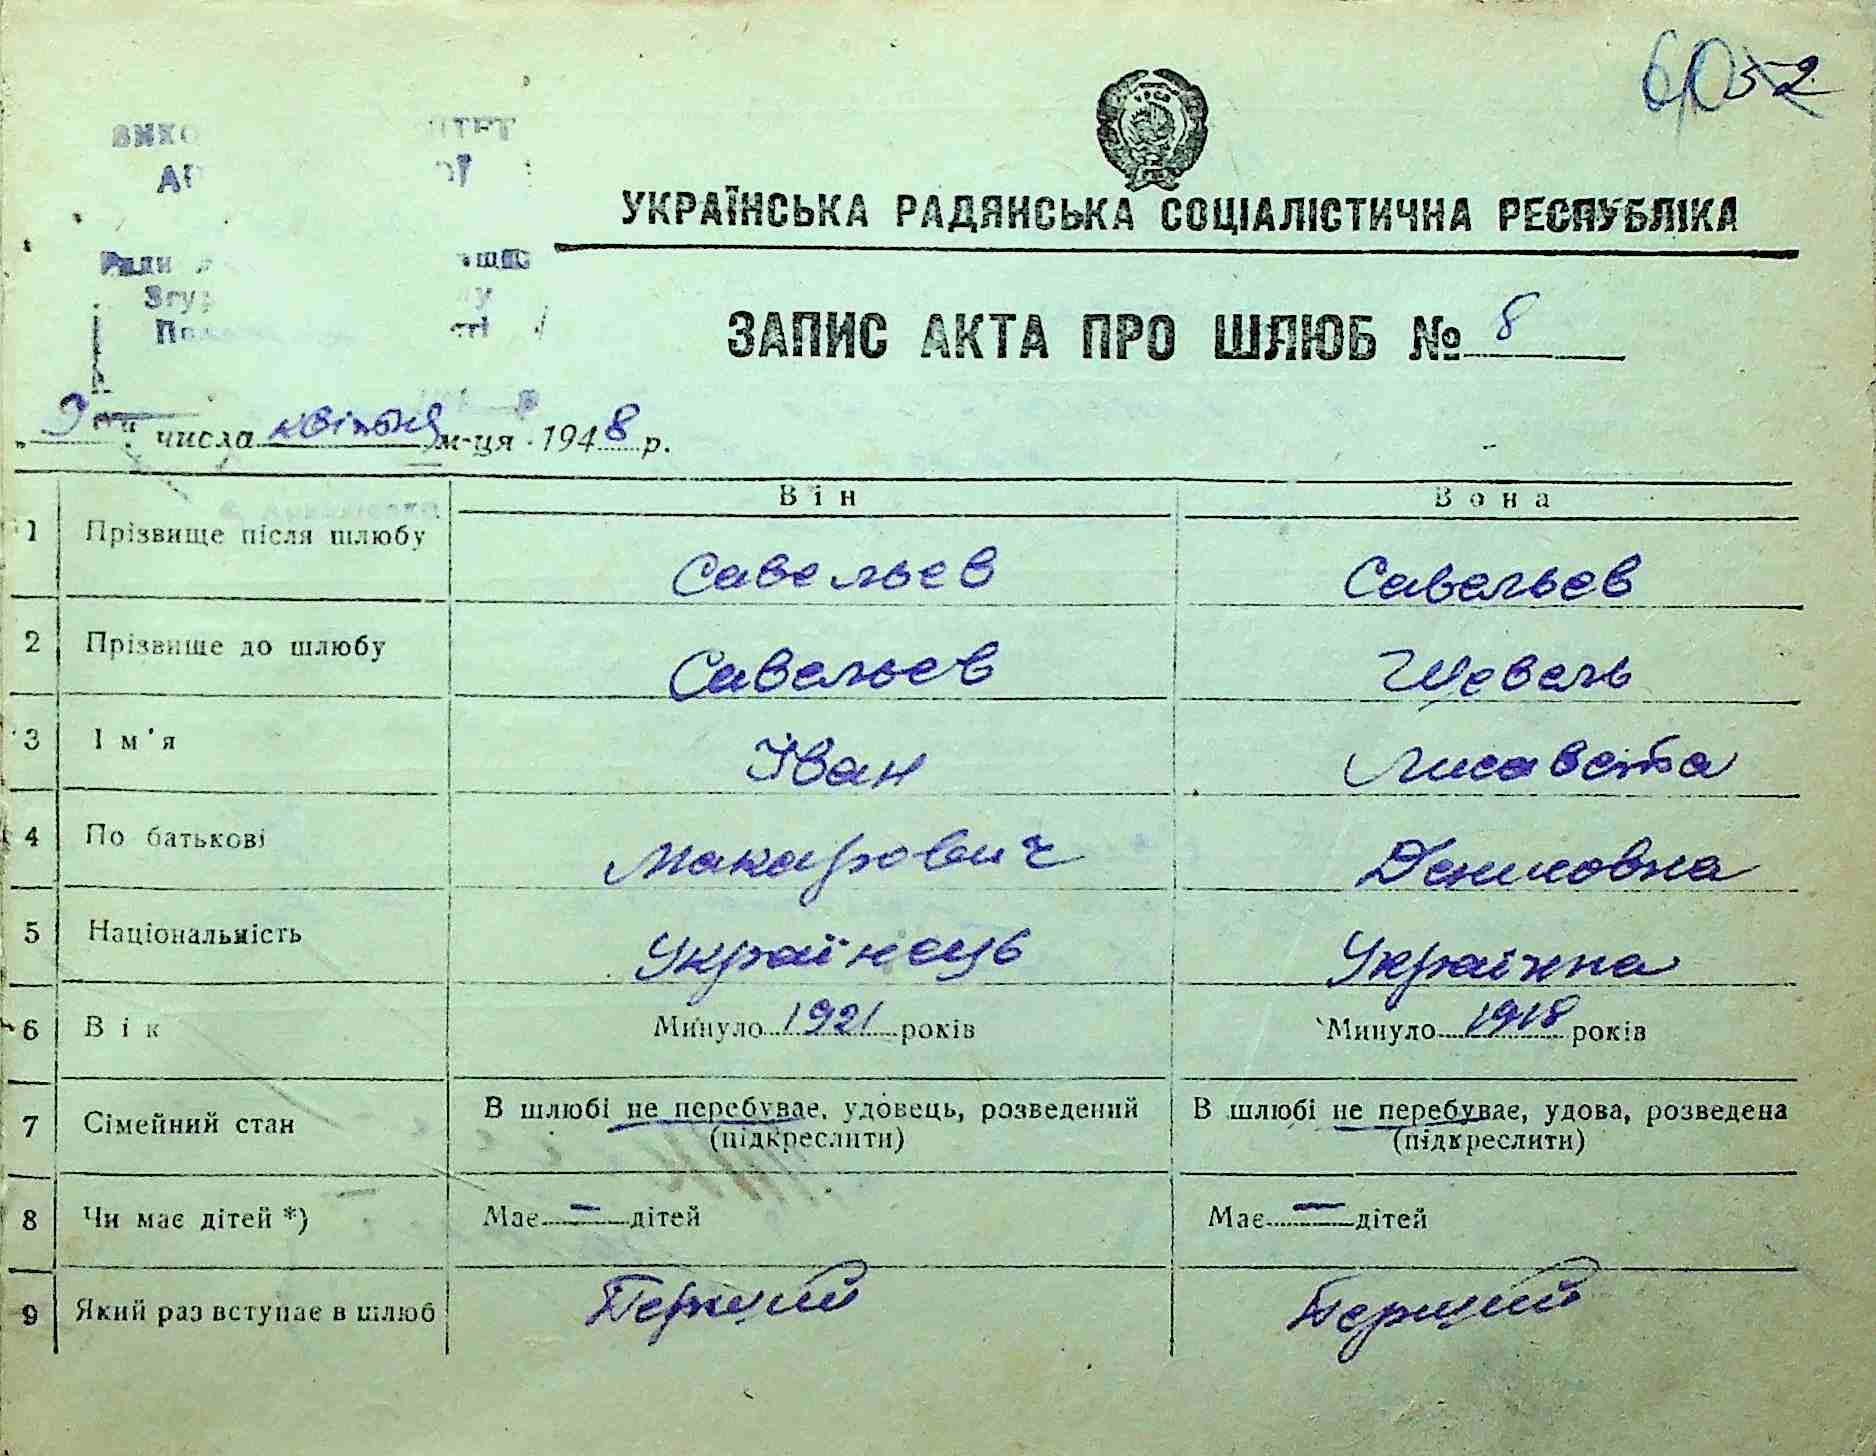 52
УКРАЇНСЬКА РАДЯНСЬКА СОЦІАЛІСТИЧНА РЕСПУБЛІКА
ЗАПИС АКТА ПРО ШЛЮБ № 8
„9“ числа квітня м-ця 1948 р.
Він Вона
1 Прізвище після шлюбу Савельев Савельев
2 Прізвище до шлюбу Савельев Шевель
3 Ім'я Іван Лисавета
4 По батькові Макарович Денисовна
5 Національність Українець Українка
6 Вік Минуло 1921 років Минуло 1918 років
7 Сімейний стан В шлюбі не перебуває, удовець, розведений В шлюбі не перебуває, удова, розведена
(підкреслити) (підкреслити)
8 Чи має дітей *) Має — дітей Має — дітей
9 Який раз вступає в шлюб Перший Перший